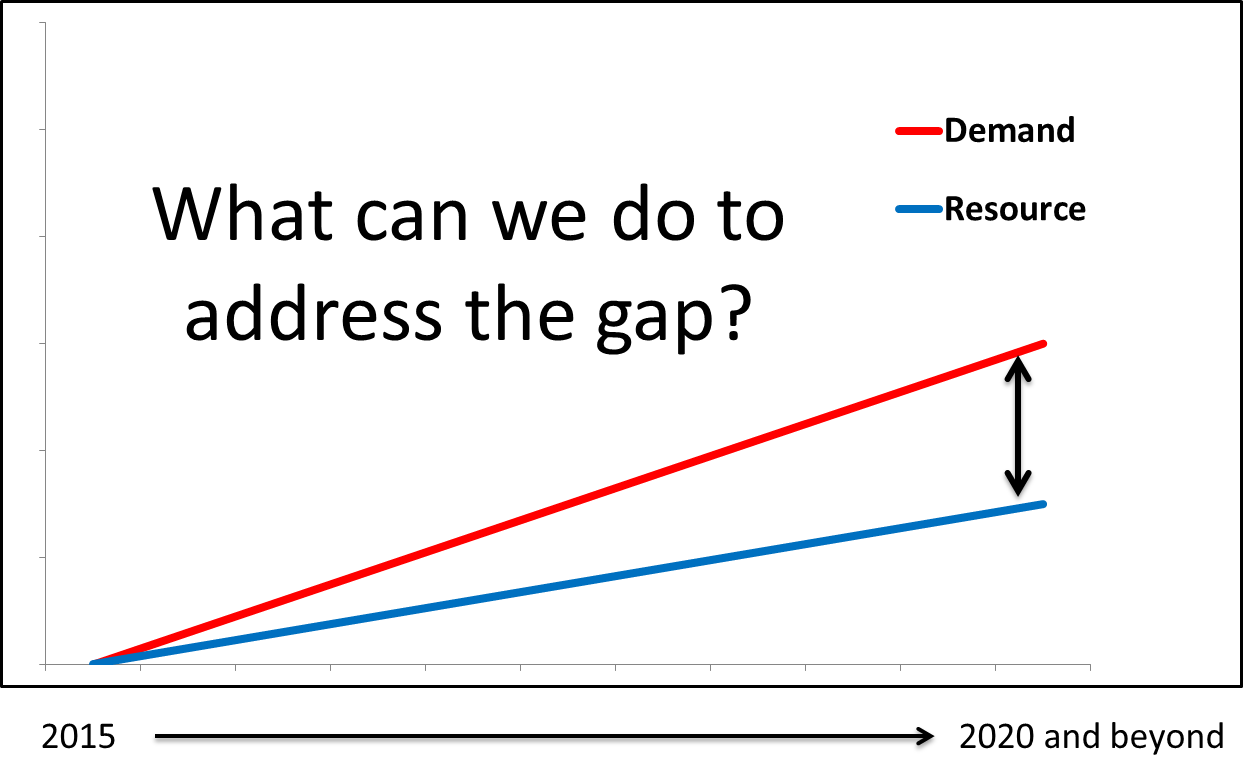 Demand
Resource
What can we do to
address the gap?
2015
2020 and beyond